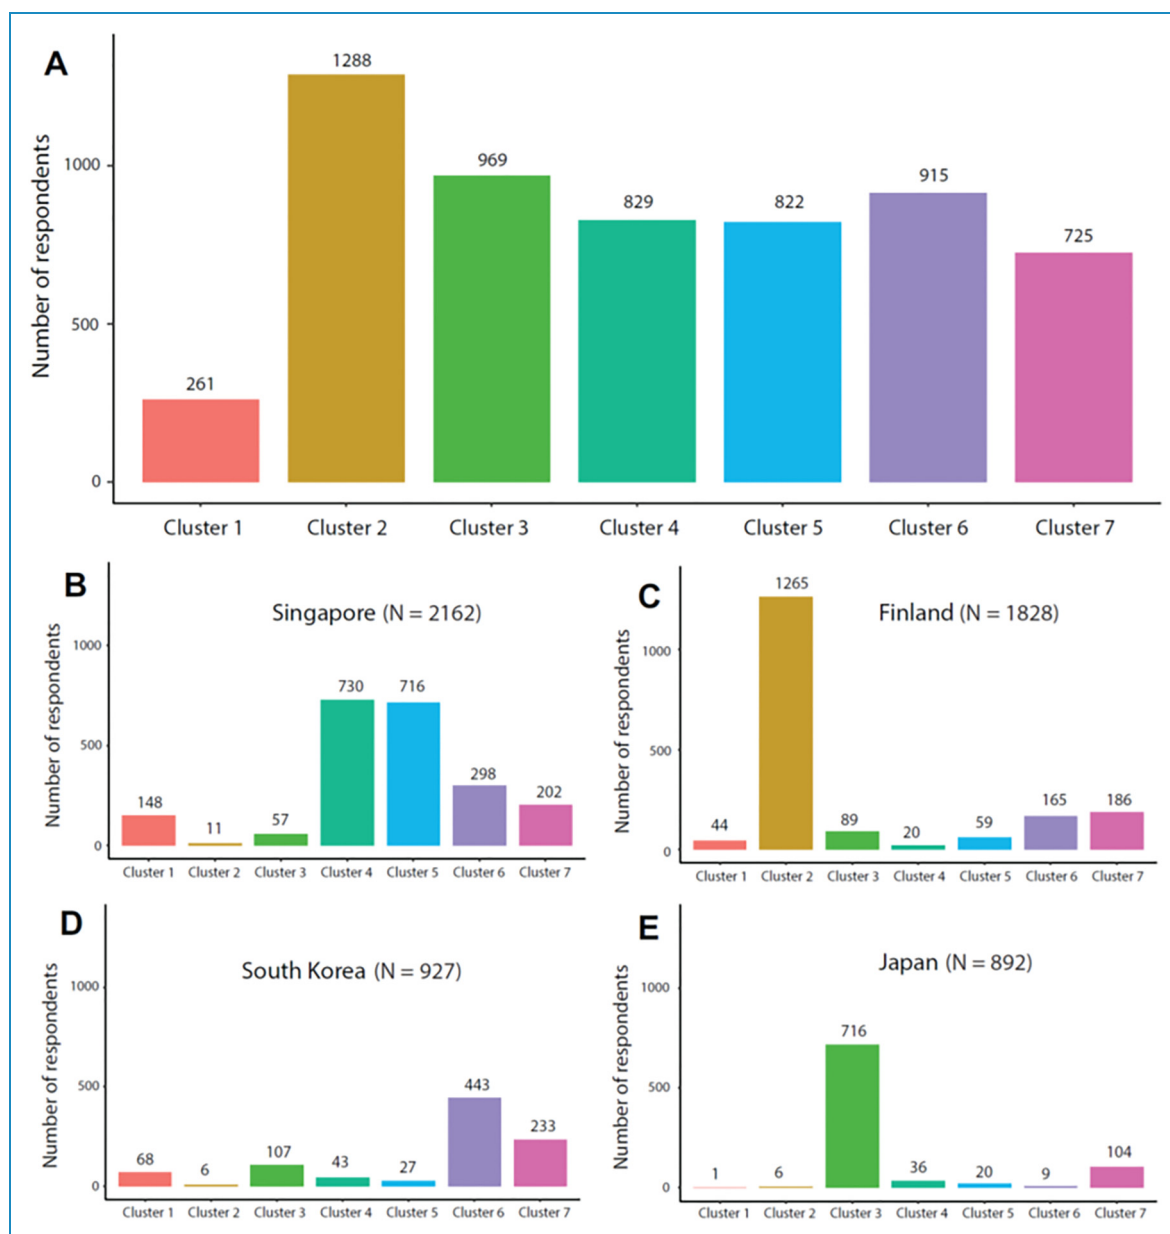 A
Number of respondents
1000
500
0
261
1288
969
829
822
915
725
Cluster 1
Cluster 2
Cluster 3
Cluster 4
Cluster 5
Cluster 6
Cluster 7
B
Singapore (N = 2162)
Number of respondents
1000
500
0
148
11
57
730
716
298
202
Cluster 1
Cluster 2
Cluster 3
Cluster 4
Cluster 5
Cluster 6
Cluster 7
C
Finland (N = 1828)
Number of respondents
1000
500
0
44
1265
89
20
59
165
186
Cluster 1
Cluster 2
Cluster 3
Cluster 4
Cluster 5
Cluster 6
Cluster 7
D
South Korea (N = 927)
Number of respondents
1000
500
0
68
6
107
43
27
443
233
Cluster 1
Cluster 2
Cluster 3
Cluster 4
Cluster 5
Cluster 6
Cluster 7
E
Japan (N = 892)
Number of respondents
1000
500
0
1
6
716
36
20
9
104
Cluster 1
Cluster 2
Cluster 3
Cluster 4
Cluster 5
Cluster 6
Cluster 7